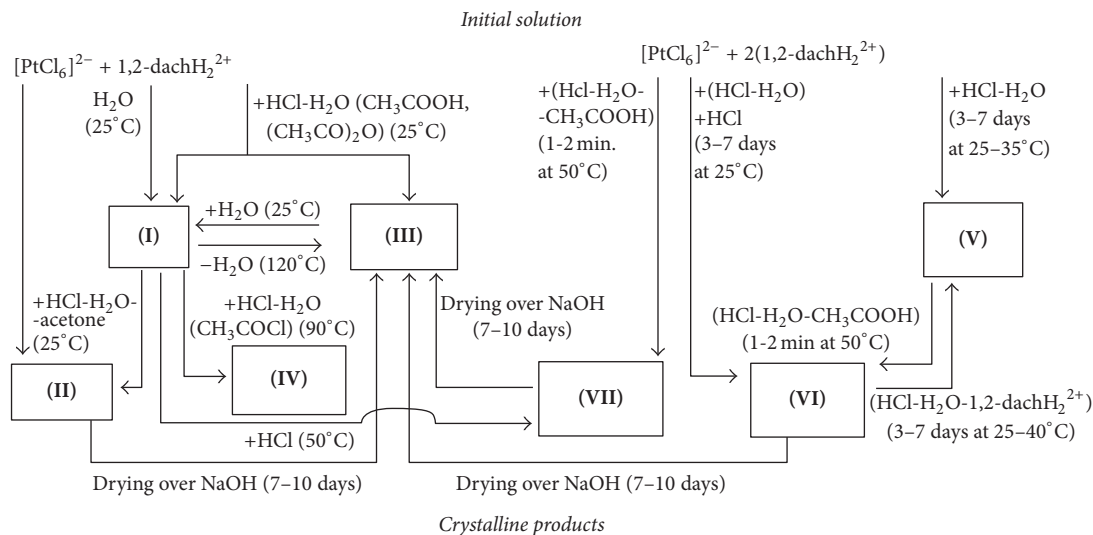 Initial solution
[PtCl₆]²⁻ + 1,2-dachH₂²⁺
H₂O
(25°C)
+HCl-H₂O (CH₃COOH,
(CH₃CO)₂O) (25°C)
[PtCl₆]²⁻ + 2(1,2-dachH₂²⁺)
+(Hcl-H₂O-
-CH₃COOH)
(1-2 min.
at 50°C)
+(HCl-H₂O)
+HCl
(3–7 days
at 25°C)
+HCl-H₂O
(3–7 days
at 25–35°C)
(I)
+H₂O (25°C)
−H₂O (120°C)
(III)
(V)
+HCl-H₂O-
-acetone
(25°C)
+HCl-H₂O
(CH₃COCl) (90°C)
Drying over NaOH
(7–10 days)
(HCl-H₂O-CH₃COOH)
(1-2 min at 50°C)
(II)
(IV)
(VII)
(VI)
(HCl-H₂O-1,2-dachH₂²⁺)
(3–7 days at 25–40°C)
+HCl (50°C)
Drying over NaOH (7–10 days)
Drying over NaOH (7–10 days)
Crystalline products